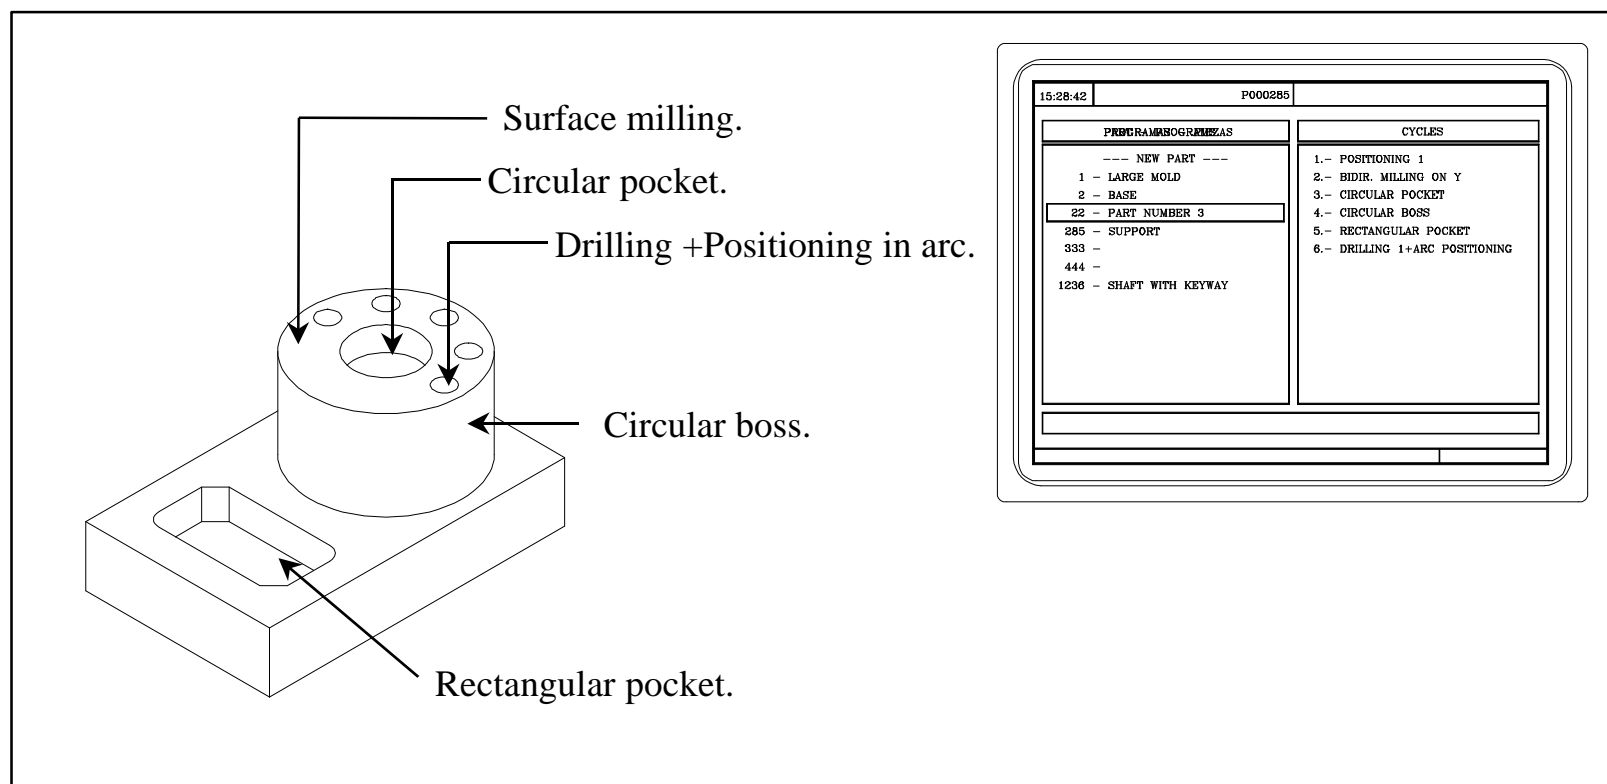 Surface milling.
Circular pocket.
Drilling +Positioning in arc.
Circular boss.
Rectangular pocket.
15:28:42 P000285
CYCLES
--- NEW PART ---
1 - LARGE MOLD
2 - BASE
22 - PART NUMBER 3
285 - SUPPORT
333 -
444 -
1236 - SHAFT WITH KEYWAY
1.- POSITIONING 1
2.- BIDIR. MILLING ON Y
3.- CIRCULAR POCKET
4.- CIRCULAR BOSS
5.- RECTANGULAR POCKET
6.- DRILLING 1+ARC POSITIONING